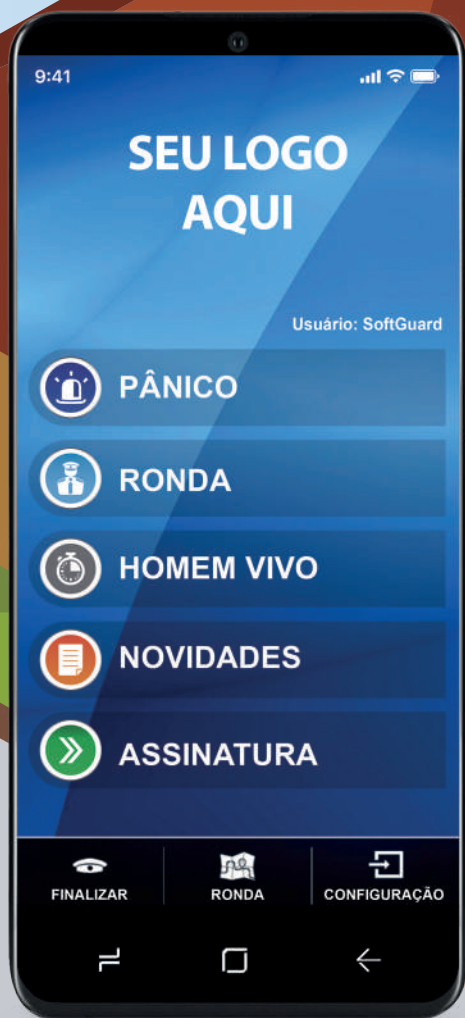 9:41
SEU LOGO
AQUI
Usuário: SoftGuard
PÂNICO
RONDA
HOMEM VIVO
NOVIDADES
ASSINATURA
FINALIZAR
RONDA
CONFIGURAÇÃO